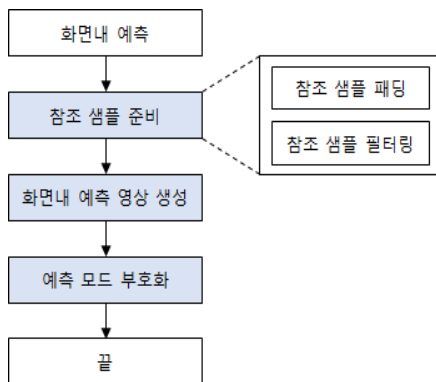 화면내 예측
참조 샘플 준비
참조 샘플 패딩
참조 샘플 필터링
화면내 예측 영상 생성
예측 모드 부호화
끝